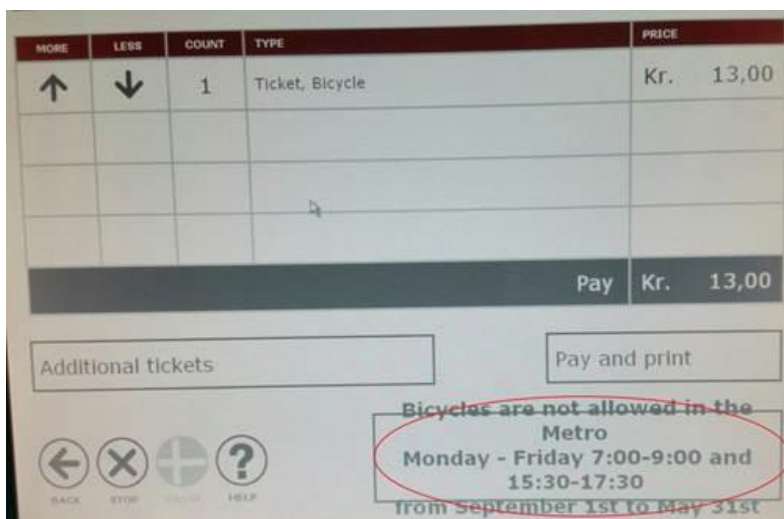 MORE LESS COUNT TYPE PRICE
1 Ticket, Bicycle Kr. 13,00
Pay Kr. 13,00
Additional tickets Pay and print
Bicycles are not allowed in the
Metro
Monday - Friday 7:00-9:00 and
15:30-17:30
from September 1st to May 31st
BACK STOP HELP